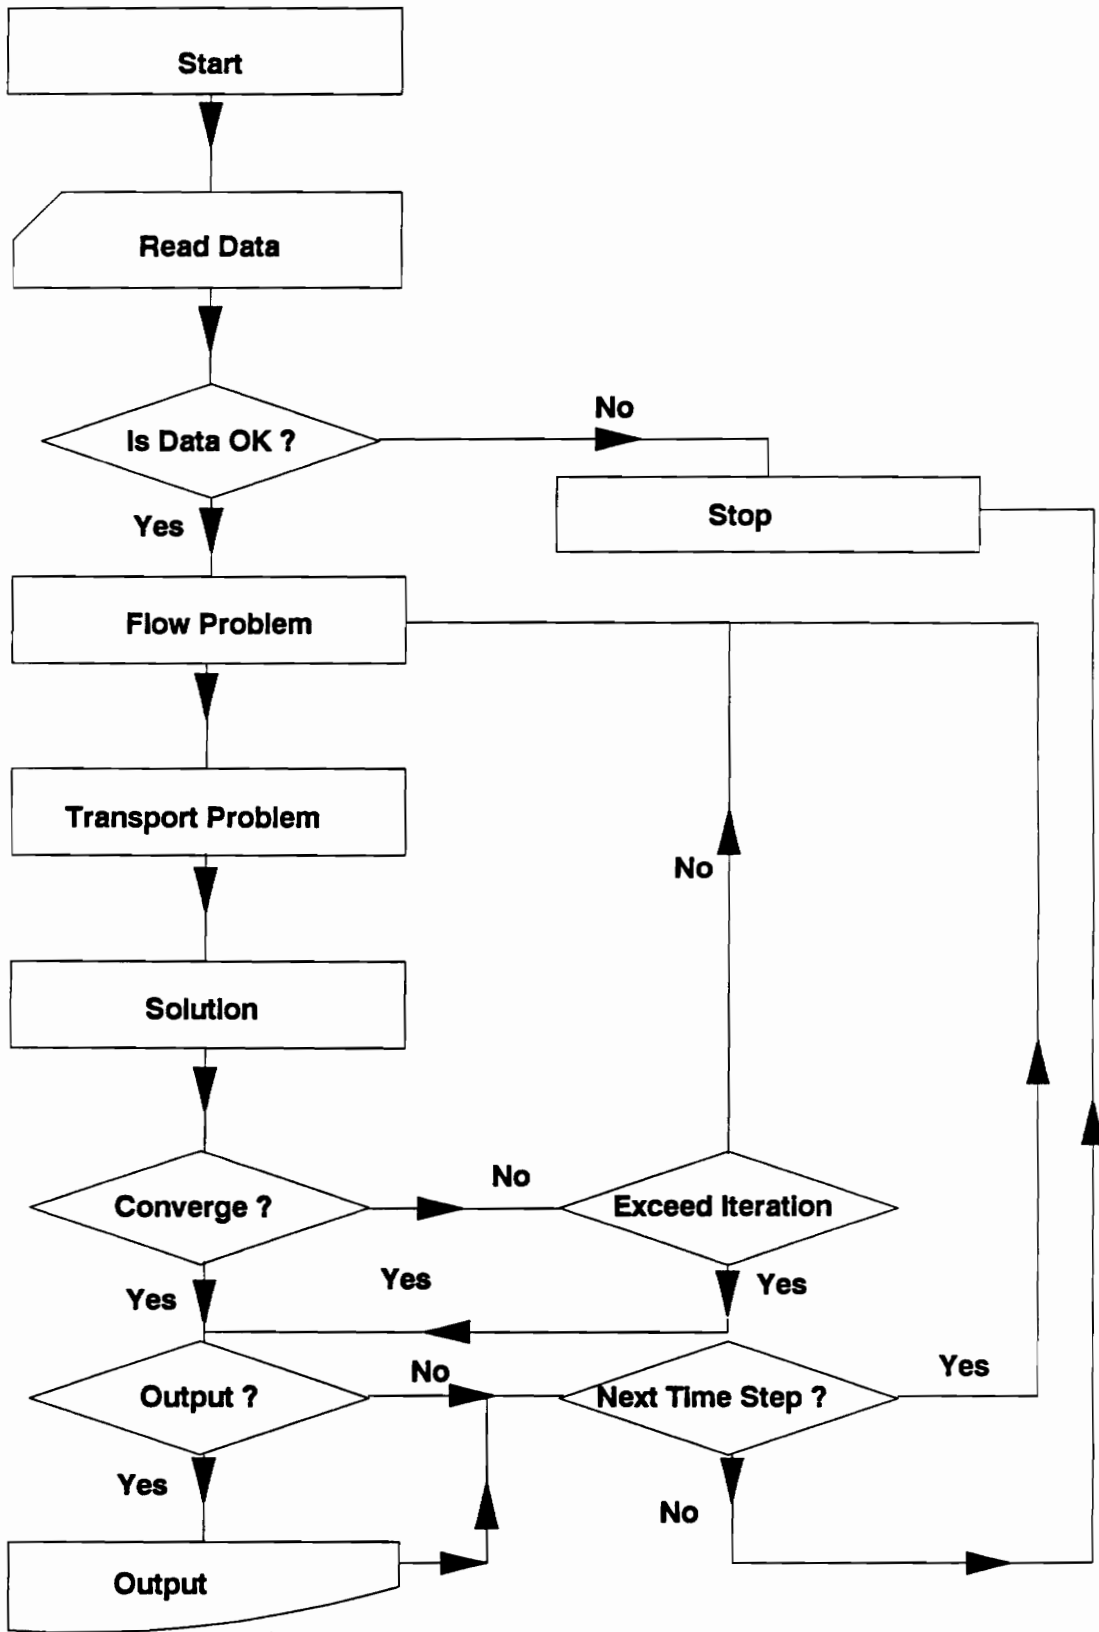 Start
Read Data
No
Is Data OK ?
Stop
Yes
Flow Problem
Transport Problem
No
Solution
No
Converge ?
Exceed Iteration
Yes
Yes
Yes
No
Yes
Output ?
Next Time Step ?
Yes
No
Output